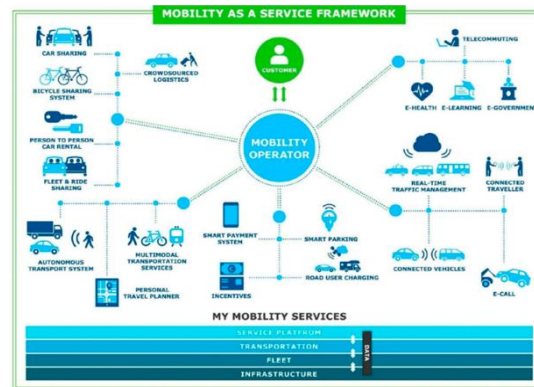 MOBILITY AS A SERVICE FRAMEWORK
CAR SHARING
BICYCLE SHARING
SYSTEM
CROWDSOURCED
LOGISTICS
PERSON TO PERSON
CAR RENTAL
FLEET & RIDE
SHARING
CUSTOMER
MOBILITY
OPERATOR
TELECOMMUTING
E-HEALTH
E-LEARNING
E-GOVERNMENT
REAL-TIME
TRAFFIC MANAGEMENT
CONNECTED
TRAVELLER
AUTONOMOUS
TRANSPORT SYSTEM
MULTIMODAL
TRANSPORTATION
SERVICES
PERSONAL
TRAVEL PLANNER
SMART PAYMENT
SYSTEM
SMART PARKING
INCENTIVES
ROAD USER CHARGING
CONNECTED VEHICLES
E-CALL
MY MOBILITY SERVICES
SERVICE PLATFROM
TRANSPORTATION
FLEET
INFRASTRUCTURE
DATA